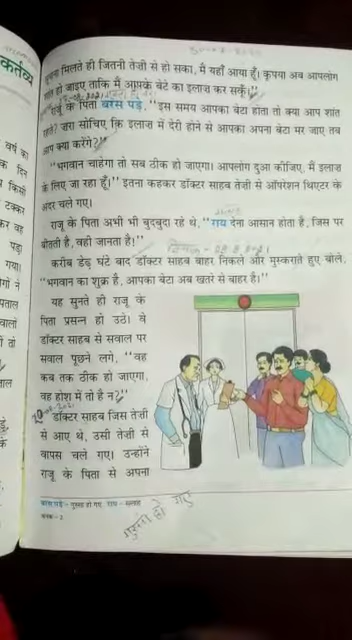 कर्तव्य
सूचना मिलते ही जितनी तेजी से हो सका, मैं यहाँ आया हूँ। कृपया अब आपलोग
शांत हो जाइए ताकि मैं आपके बेटे का इलाज कर सकूँ।"
राजू के पिता बरस पड़े, "इस समय आपका बेटा होता तो क्या आप शांत
रहते? जरा सोचिए कि इलाज में देरी होने से आपका अपना बेटा मर जाए तब
आप क्या करेंगे?"
"भगवान चाहेगा तो सब ठीक हो जाएगा। आपलोग दुआ कीजिए, मैं इलाज
के लिए जा रहा हूँ।" इतना कहकर डॉक्टर साहब तेजी से ऑपरेशन थिएटर के
अंदर चले गए।
राजू के पिता अभी भी बुदबुदा रहे थे, "राय देना आसान होता है, जिस पर
बीतती है, वही जानता है!"
करीब डेढ़ घंटे बाद डॉक्टर साहब बाहर निकले और मुस्कराते हुए बोले,
"भगवान का शुक्र है, आपका बेटा अब खतरे से बाहर है।"
यह सुनते ही राजू के
पिता प्रसन्न हो उठे। वे
डॉक्टर साहब से सवाल पर
सवाल पूछने लगे, "वह
कब तक ठीक हो जाएगा,
वह होश में तो है न?"
डॉक्टर साहब जिस तेजी
से आए थे, उसी तेजी से
वापस चले गए। उन्होंने
राजू के पिता से अपना
बरस पड़े – गुस्सा हो गए राय – सलाह
गुस्सा हो गए